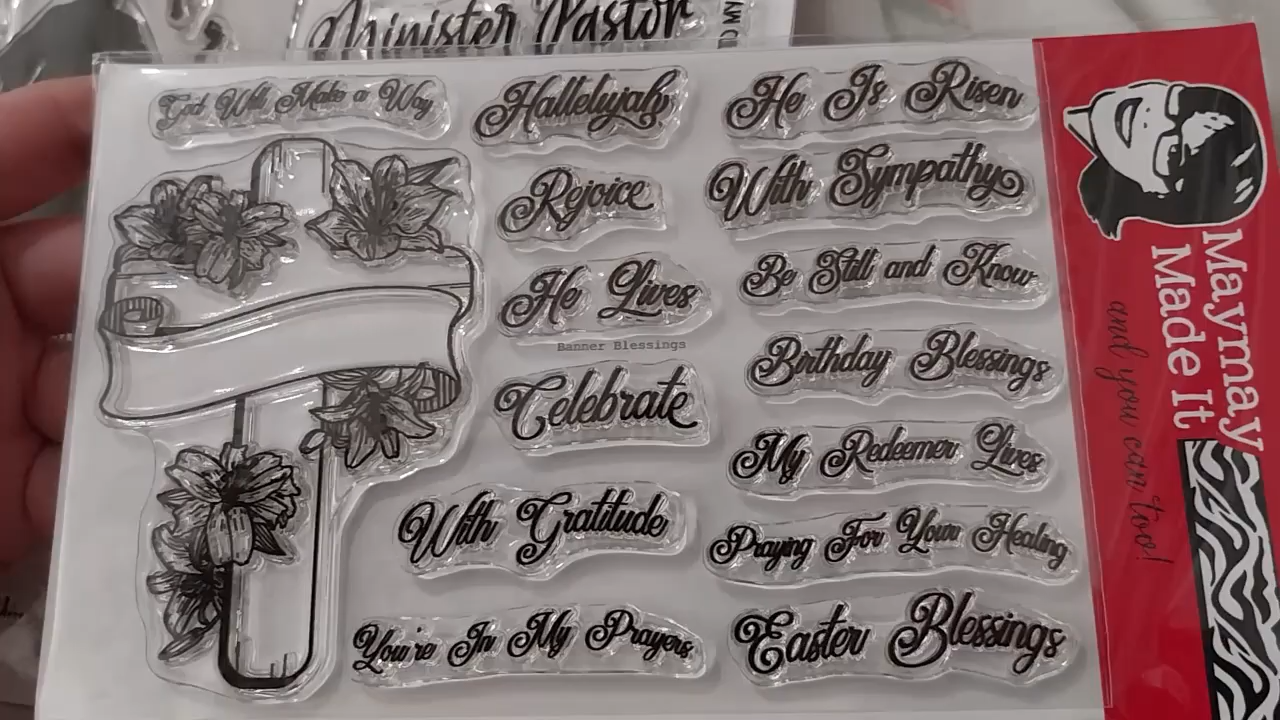 Minister Pastor
God Will Make a Way
Hallelujah
He Is Risen
Rejoice
With Sympathy
He Lives
Be Still and Know
Banner Blessings
Celebrate
Birthday Blessings
My Redeemer Lives
With Gratitude
Praying For Your Healing
You're In My Prayers
Easter Blessings
Maymay
Made It
and you can too!